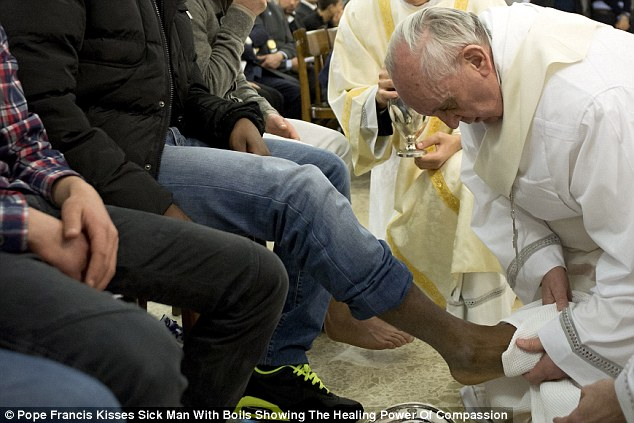 © Pope Francis Kisses Sick Man With Boils Showing The Healing Power Of Compassion